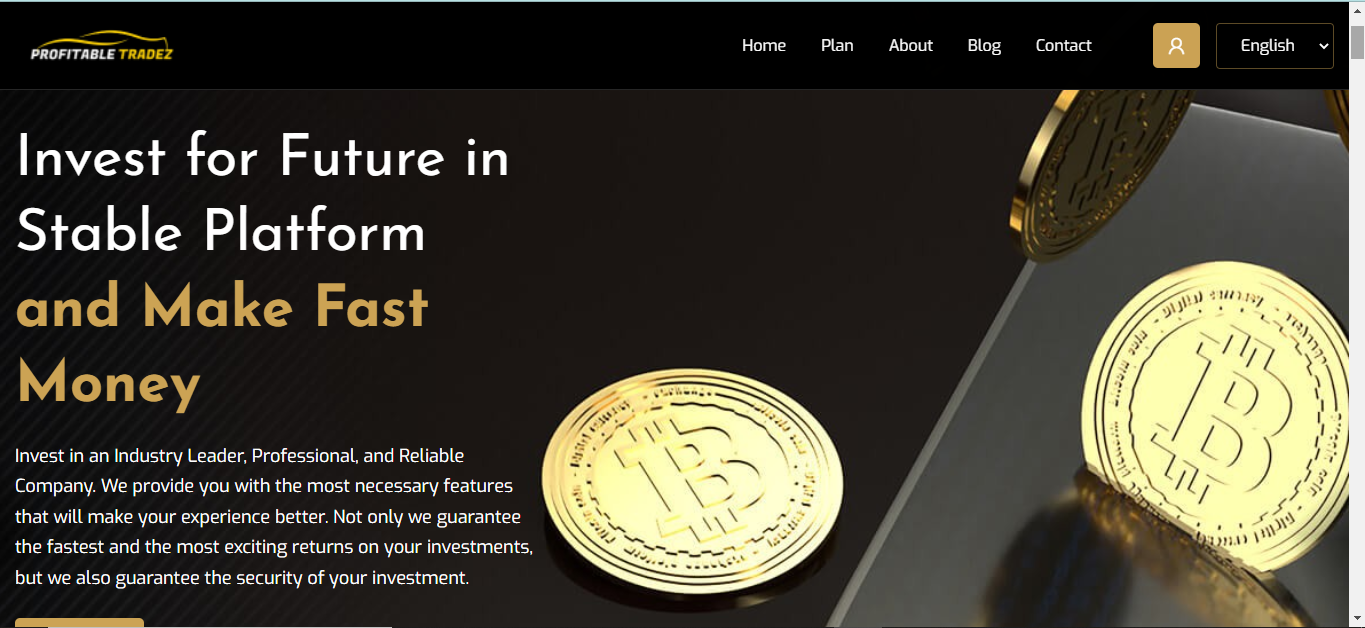 PROFITABLE TRADEZ
Home Plan About Blog Contact English
Invest for Future in
Stable Platform
and Make Fast
Money
Invest in an Industry Leader, Professional, and Reliable
Company. We provide you with the most necessary features
that will make your experience better. Not only we guarantee
the fastest and the most exciting returns on your investments,
but we also guarantee the security of your investment.
Digital currency